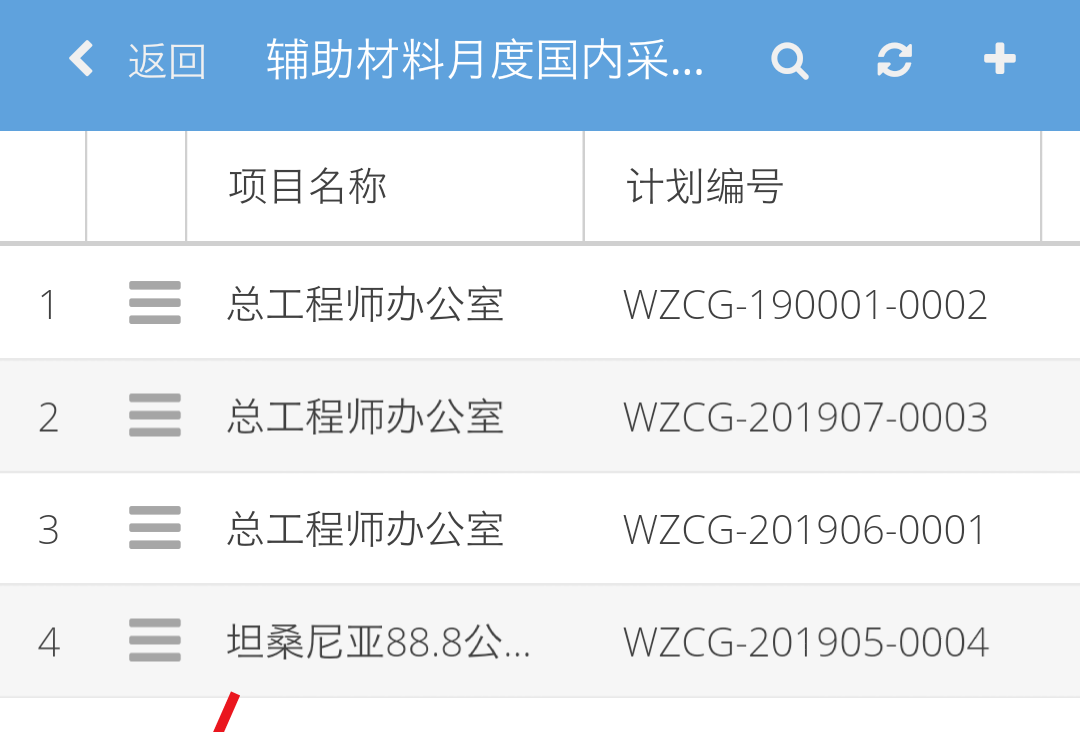 返回 辅助材料月度国内采...
项目名称 计划编号
1 总工程师办公室 WZCG-190001-0002
2 总工程师办公室 WZCG-201907-0003
3 总工程师办公室 WZCG-201906-0001
4 坦桑尼亚88.8公... WZCG-201905-0004